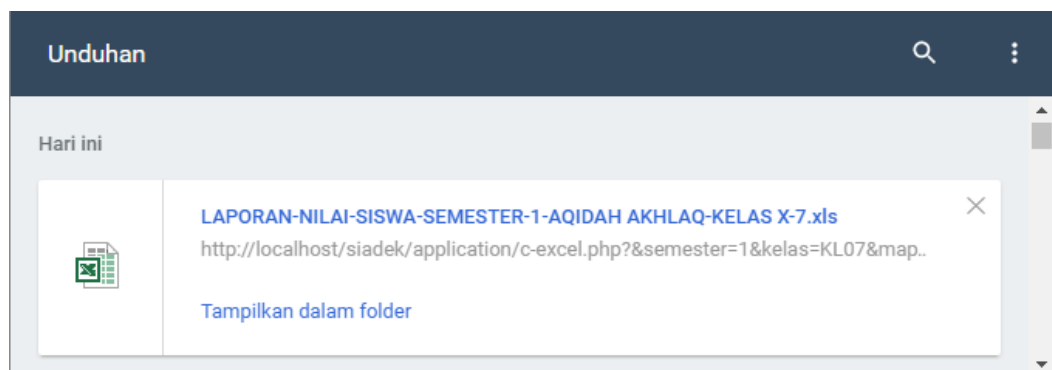 Unduhan
Hari ini
LAPORAN-NILAI-SISWA-SEMESTER-1-AQIDAH AKHLAQ-KELAS X-7.xls
http://localhost/siadek/application/c-excel.php?&semester=1&kelas=KL07&map..
Tampilkan dalam folder